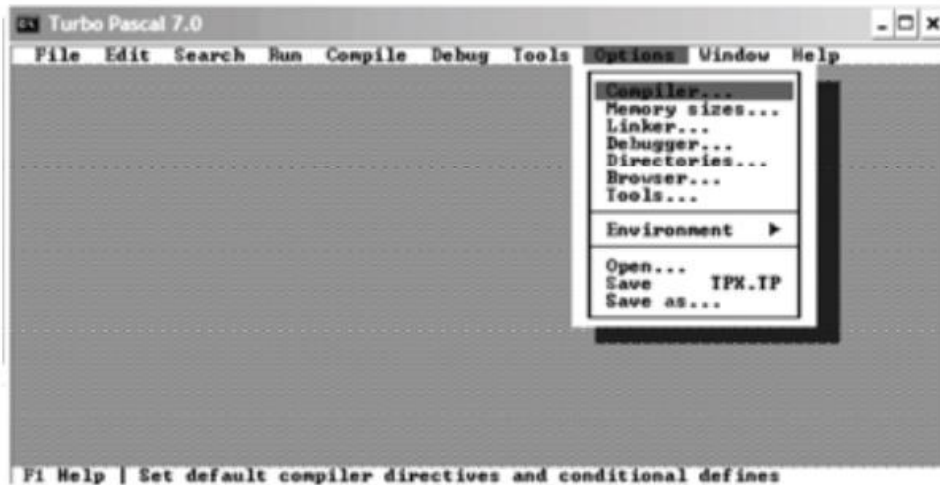 Turbo Pascal 7.0
File Edit Search Run Compile Debug Tools Options Window Help
Compiler...
Memory sizes...
Linker...
Debugger...
Directories...
Browser...
Tools...
Environment ►
Open...
Save TPX.TP
Save as...
F1 Help | Set default compiler directives and conditional defines